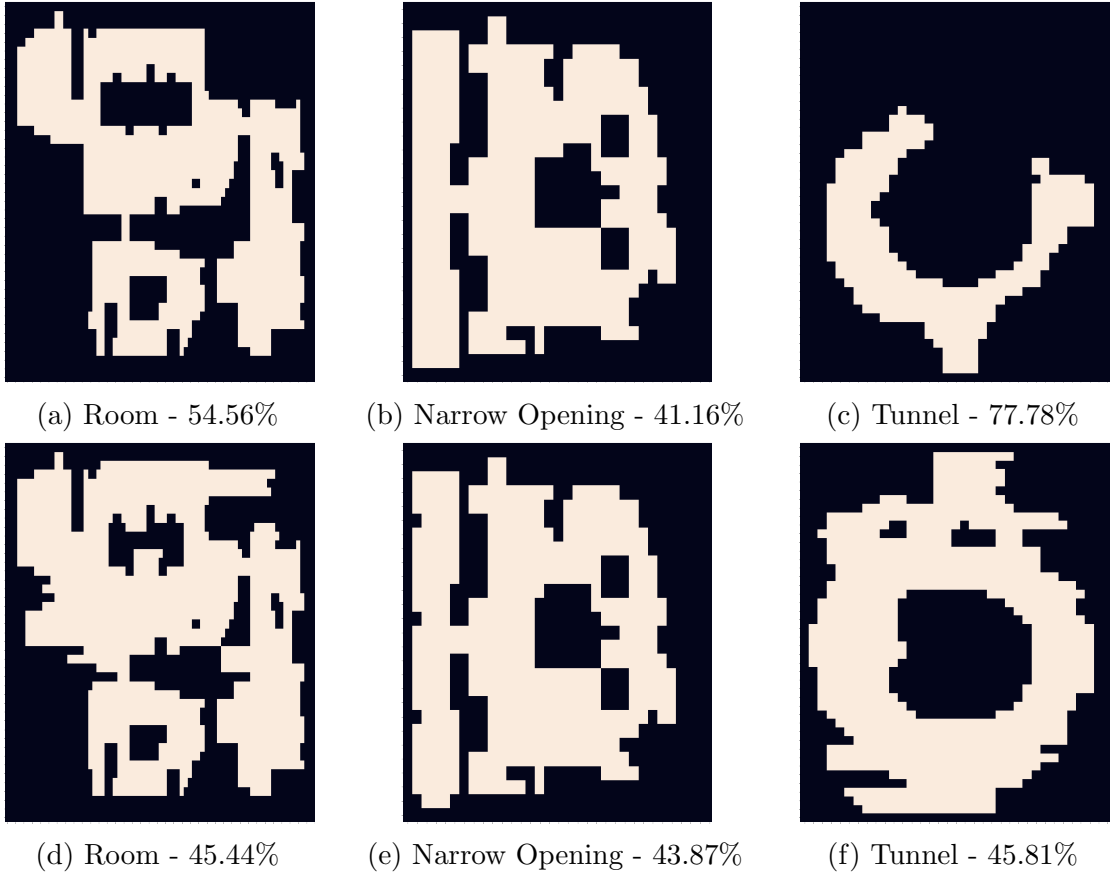 (a) Room - 54.56%
(b) Narrow Opening - 41.16%
(c) Tunnel - 77.78%
(d) Room - 45.44%
(e) Narrow Opening - 43.87%
(f) Tunnel - 45.81%